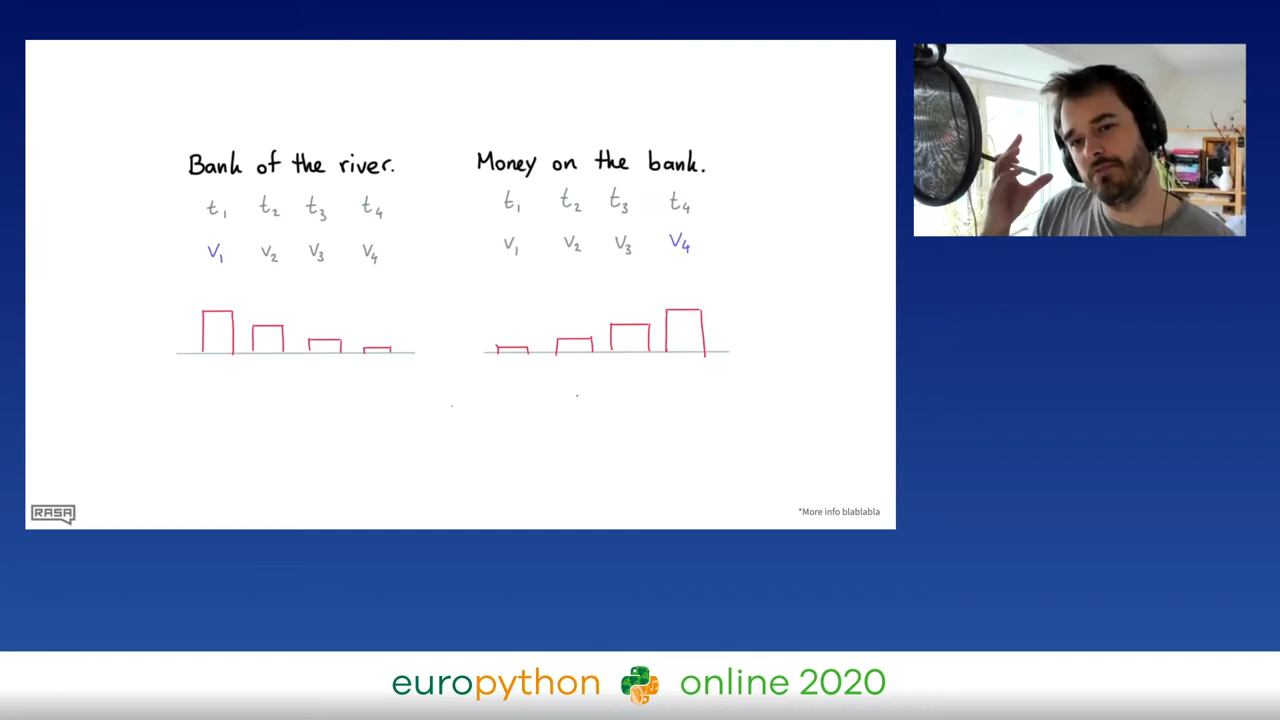 Bank of the river.
t1 t2 t3 t4
v1 v2 v3 v4
Money on the bank.
t1 t2 t3 t4
v1 v2 v3 v4
RASA
*More info blablabla
europython online 2020